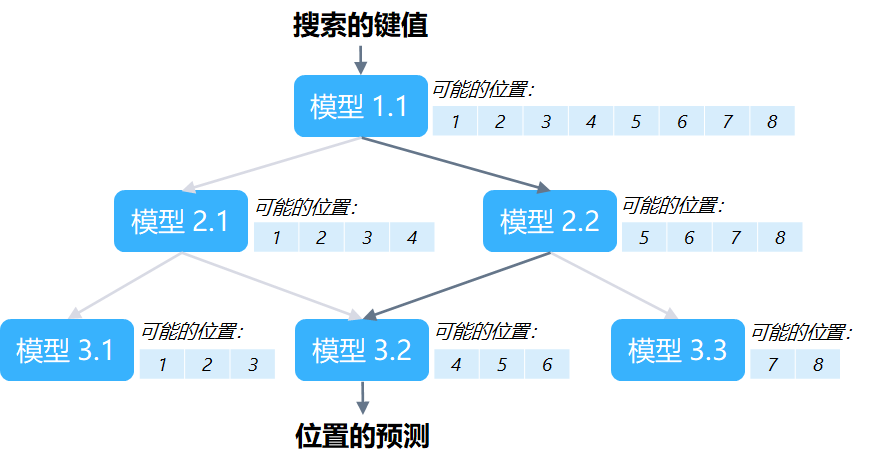 搜索的键值
模型 1.1
可能的位置：
1 2 3 4 5 6 7 8
模型 2.1
可能的位置：
1 2 3 4
模型 2.2
可能的位置：
5 6 7 8
模型 3.1
可能的位置：
1 2 3
模型 3.2
可能的位置：
4 5 6
模型 3.3
可能的位置：
7 8
位置的预测